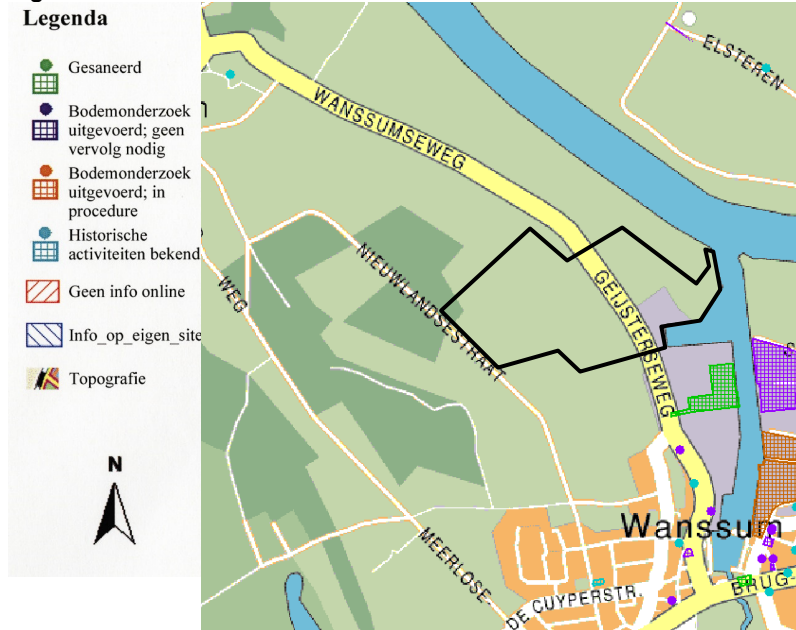 Legenda
Gesaneerd
Bodemonderzoek
uitgevoerd; geen
vervolg nodig
Bodemonderzoek
uitgevoerd; in
procedure
Historische
activiteiten bekend
Geen info online
Info_op_eigen_site
Topografie
N
ELSTEREN
WANSSUMSEWEG
NIEUWLANDSESTRAAT
WEG
GEIJSTERSEWEG
Wanssum
MEERLOSE
DE CUYPERSTR.
BRUG-